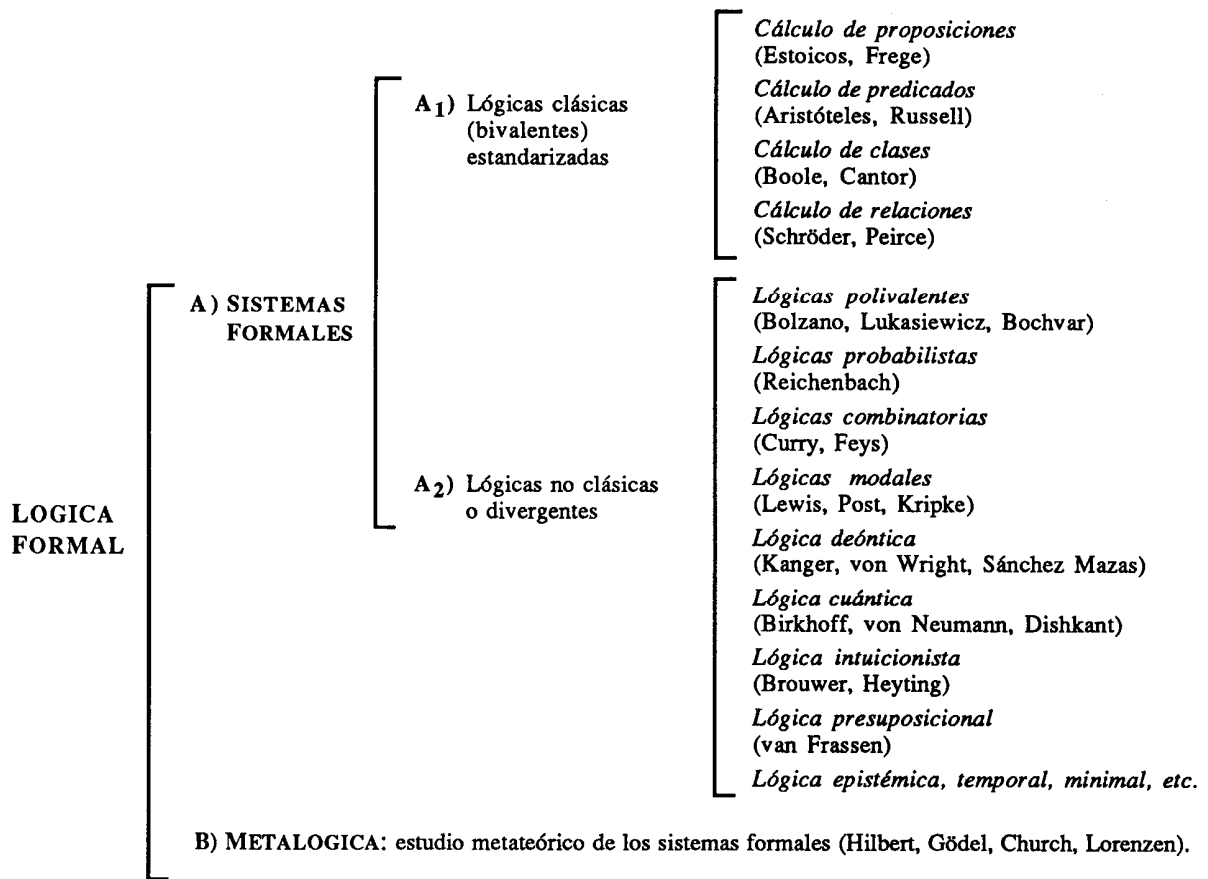 LOGICA
FORMAL
A) SISTEMAS
FORMALES
A1) Lógicas clásicas
(bivalentes)
estandarizadas
Cálculo de proposiciones
(Estoicos, Frege)
Cálculo de predicados
(Aristóteles, Russell)
Cálculo de clases
(Boole, Cantor)
Cálculo de relaciones
(Schröder, Peirce)
A2) Lógicas no clásicas
o divergentes
Lógicas polivalentes
(Bolzano, Lukasiewicz, Bochvar)
Lógicas probabilistas
(Reichenbach)
Lógicas combinatorias
(Curry, Feys)
Lógicas modales
(Lewis, Post, Kripke)
Lógica deóntica
(Kanger, von Wright, Sánchez Mazas)
Lógica cuántica
(Birkhoff, von Neumann, Dishkant)
Lógica intuicionista
(Brouwer, Heyting)
Lógica presuposicional
(van Frassen)
Lógica epistémica, temporal, minimal, etc.
B) METALOGICA: estudio metateórico de los sistemas formales (Hilbert, Gödel, Church, Lorenzen).